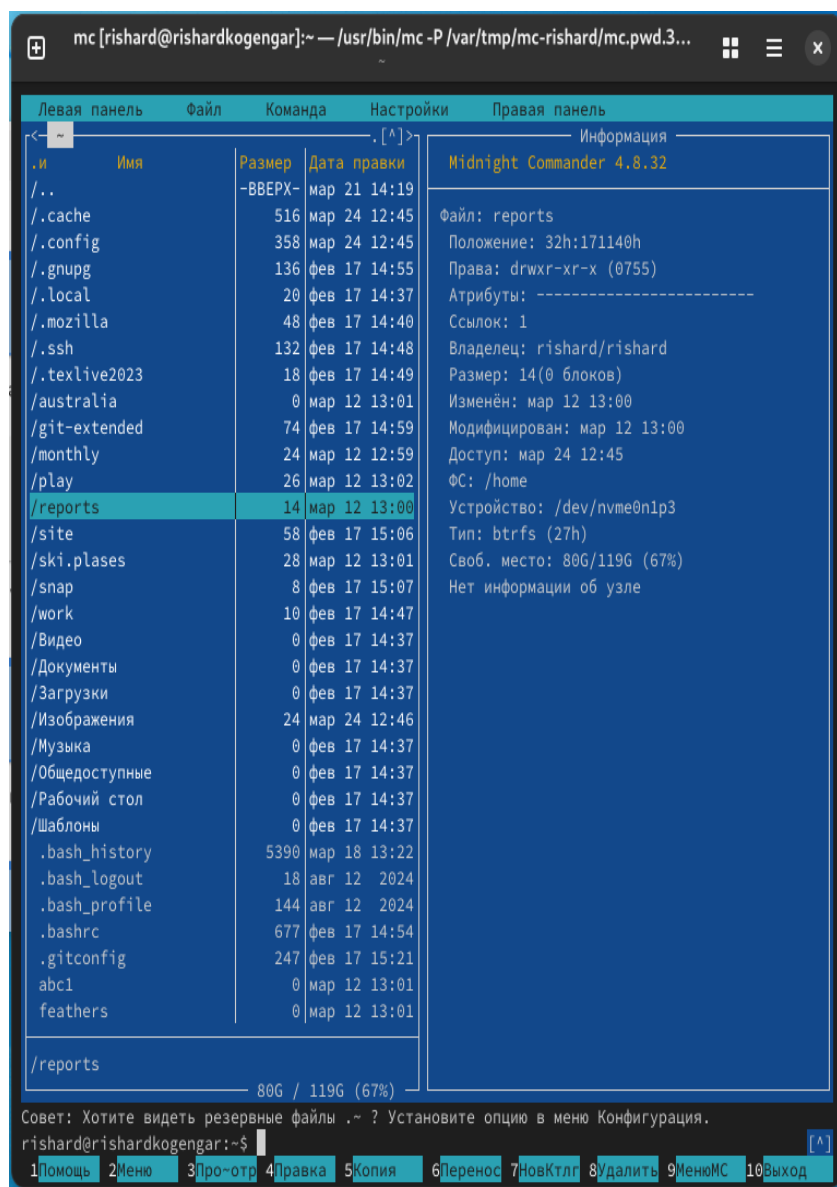 mc [rishard@rishardkogengar]:~ — /usr/bin/mc -P /var/tmp/mc-rishard/mc.pwd.3...
~
Левая панель Файл Команда Настройки Правая панель
<- ~ .[^]>
.и Имя Размер Дата правки
/.. -ВВЕРХ- мар 21 14:19
/.cache 516 мар 24 12:45
/.config 358 мар 24 12:45
/.gnupg 136 фев 17 14:55
/.local 20 фев 17 14:37
/.mozilla 48 фев 17 14:40
/.ssh 132 фев 17 14:48
/.texlive2023 18 фев 17 14:49
/australia 0 мар 12 13:01
/git-extended 74 фев 17 14:59
/monthly 24 мар 12 12:59
/play 26 мар 12 13:02
/reports 14 мар 12 13:00
/site 58 фев 17 15:06
/ski.plases 28 мар 12 13:01
/snap 8 фев 17 15:07
/work 10 фев 17 14:47
/Видео 0 фев 17 14:37
/Документы 0 фев 17 14:37
/Загрузки 0 фев 17 14:37
/Изображения 24 мар 24 12:46
/Музыка 0 фев 17 14:37
/Общедоступные 0 фев 17 14:37
/Рабочий стол 0 фев 17 14:37
/Шаблоны 0 фев 17 14:37
.bash_history 5390 мар 18 13:22
.bash_logout 18 авг 12 2024
.bash_profile 144 авг 12 2024
.bashrc 677 фев 17 14:54
.gitconfig 247 фев 17 15:21
abc1 0 мар 12 13:01
feathers 0 мар 12 13:01
/reports
80G / 119G (67%)
Информация
Midnight Commander 4.8.32
Файл: reports
Положение: 32h:171140h
Права: drwxr-xr-x (0755)
Атрибуты: -------------------------
Ссылок: 1
Владелец: rishard/rishard
Размер: 14(0 блоков)
Изменён: мар 12 13:00
Модифицирован: мар 12 13:00
Доступ: мар 24 12:45
ФС: /home
Устройство: /dev/nvme0n1p3
Тип: btrfs (27h)
Своб. место: 80G/119G (67%)
Нет информации об узле
Совет: Хотите видеть резервные файлы .~ ? Установите опцию в меню Конфигурация.
rishard@rishardkogengar:~$ [^]
1Помощь 2Меню 3Про~отр 4Правка 5Копия 6Перенос 7НовКтлг 8Удалить 9МенюМС 10Выход